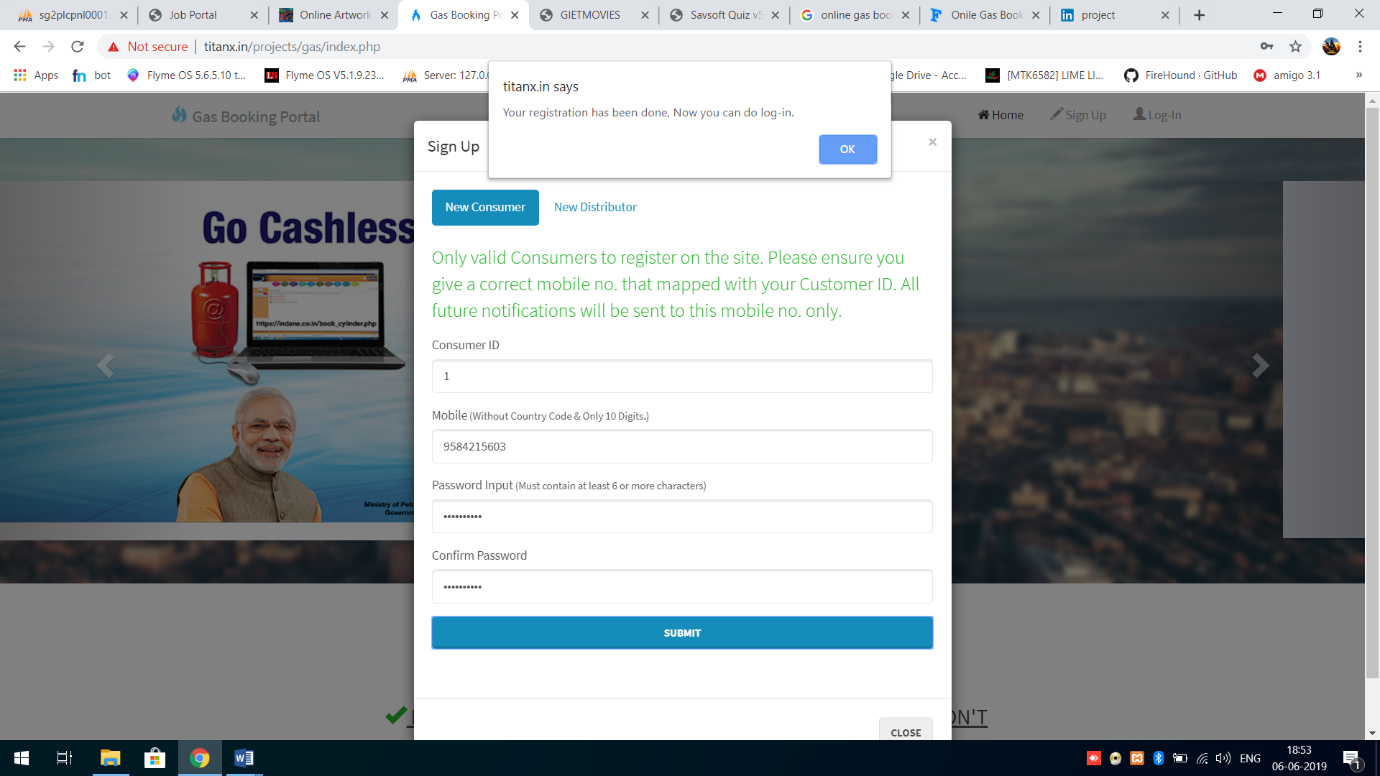 sg2plcpnl0001.
Job Portal
Online Artwork
Gas Booking Po
GIETMOVIES
Savsoft Quiz v5
online gas boo
Onile Gas Book
project
Not secure | titanx.in/projects/gas/index.php
Apps
bot
Flyme OS 5.6.5.10 t...
Flyme OS V5.1.9.23...
Server: 127.0.
gle Drive - Acc...
[MTK6582] LIME LI...
FireHound · GitHub
amigo 3.1
»
titanx.in says
Your registration has been done, Now you can do log-in.
OK
Gas Booking Portal
Home
Sign Up
Log-In
Sign Up
×
New Consumer
New Distributor
Go Cashless
https://indane.co.in/book_cylinder.php
Ministry of Pet
Governm
Only valid Consumers to register on the site. Please ensure you
give a correct mobile no. that mapped with your Customer ID. All
future notifications will be sent to this mobile no. only.
Consumer ID
1
Mobile (Without Country Code & Only 10 Digits.)
9584215603
Password Input (Must contain at least 6 or more characters)
••••••••••
Confirm Password
••••••••••
SUBMIT
CLOSE
ON'T
ENG
18:53
06-06-2019
1